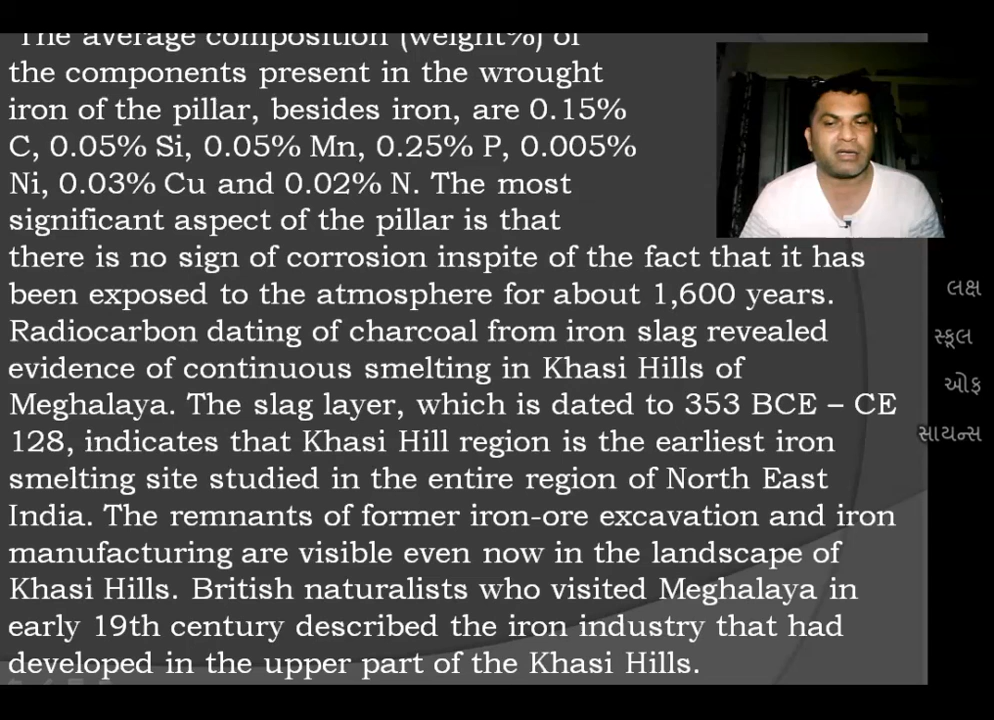 The average composition (weight%) of
the components present in the wrought
iron of the pillar, besides iron, are 0.15%
C, 0.05% Si, 0.05% Mn, 0.25% P, 0.005%
Ni, 0.03% Cu and 0.02% N. The most
significant aspect of the pillar is that
there is no sign of corrosion inspite of the fact that it has
been exposed to the atmosphere for about 1,600 years.
Radiocarbon dating of charcoal from iron slag revealed
evidence of continuous smelting in Khasi Hills of
Meghalaya. The slag layer, which is dated to 353 BCE – CE
128, indicates that Khasi Hill region is the earliest iron
smelting site studied in the entire region of North East
India. The remnants of former iron-ore excavation and iron
manufacturing are visible even now in the landscape of
Khasi Hills. British naturalists who visited Meghalaya in
early 19th century described the iron industry that had
developed in the upper part of the Khasi Hills.
લક્ષ
સ્કૂલ
ઓફ
સાયન્સ